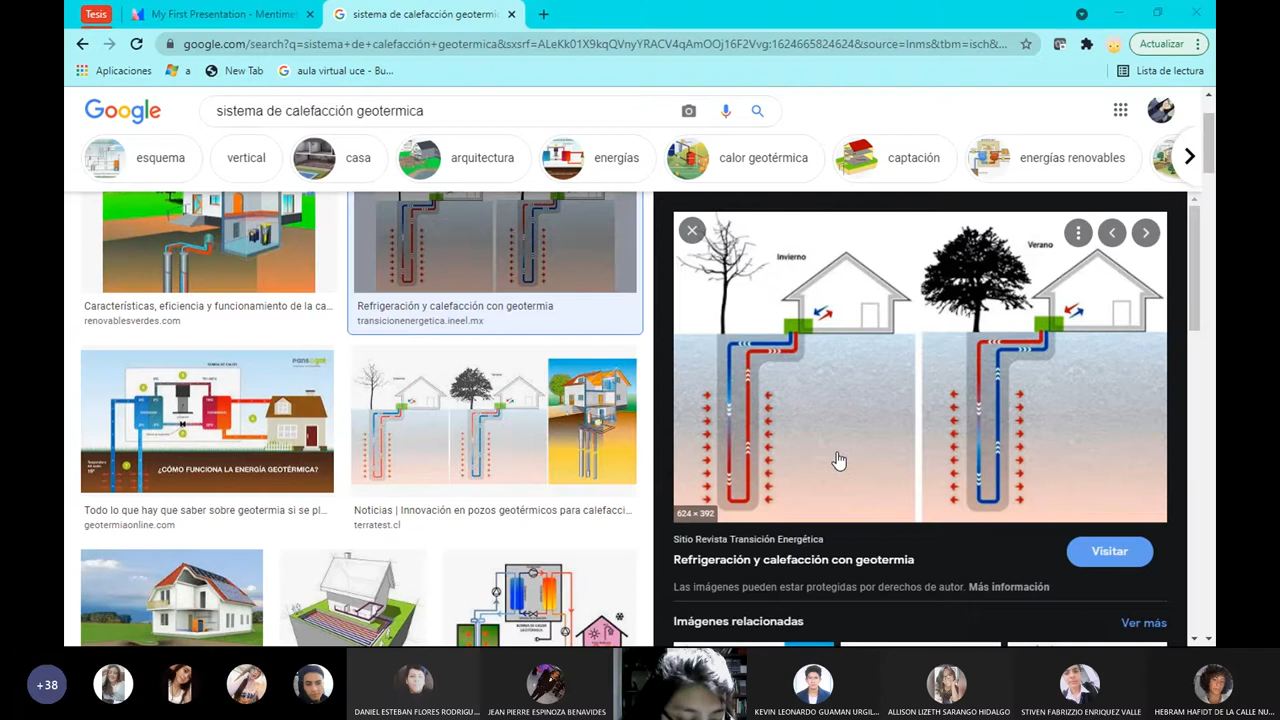 Tesis
My First Presentation - Mentime
sistema de calefacción geotermic
Actualizar
google.com/search?q=sistema+de+calefacción+geotermica&sxsrf=ALeKk01X9kqQVnyYRACV4qAmOOj16F2Vvg:1624665824624&source=lnms&tbm=isch&...
Aplicaciones
a
New Tab
aula virtual uce - Bu...
Lista de lectura
Google
sistema de calefacción geotermica
esquema
vertical
casa
arquitectura
energías
calor geotérmica
captación
energías renovables
Invierno
Verano
Características, eficiencia y funcionamiento de la ca...
renovablesverdes.com
Refrigeración y calefacción con geotermia
transicionenergetica.ineel.mx
¿CÓMO FUNCIONA LA ENERGÍA GEOTÉRMICA?
Todo lo que hay que saber sobre geotermia si se pl...
geotermiaonline.com
Noticias | Innovación en pozos geotérmicos para calefacci...
terratest.cl
624 × 392
Sitio Revista Transición Energética
Refrigeración y calefacción con geotermia
Visitar
Las imágenes pueden estar protegidas por derechos de autor. Más información
Imágenes relacionadas
Ver más
+38
DANIEL ESTEBAN FLORES RODRIGU...
JEAN PIERRE ESPINOZA BENAVIDES
KEVIN LEONARDO GUAMAN URGIL...
ALLISON LIZETH SARANGO HIDALGO
STIVEN FABRIZZIO ENRIQUEZ VALLE
HEBRAM HAFIDT DE LA CALLE NU...